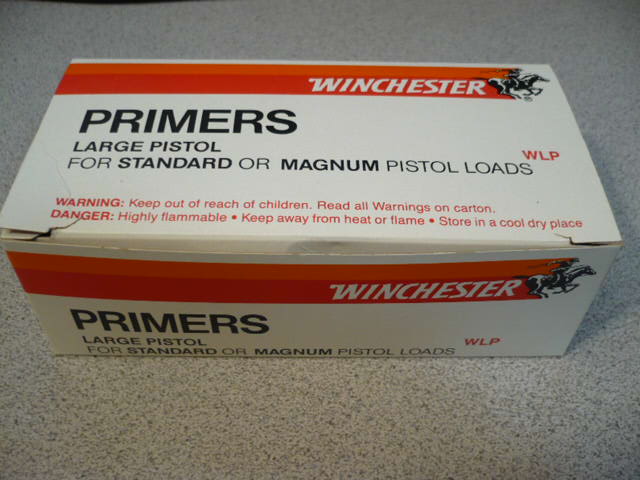 WINCHESTER ®
PRIMERS
LARGE PISTOL WLP
FOR STANDARD OR MAGNUM PISTOL LOADS
WARNING: Keep out of reach of children. Read all Warnings on carton.
DANGER: Highly flammable • Keep away from heat or flame • Store in a cool dry place
WINCHESTER
PRIMERS
LARGE PISTOL WLP
FOR STANDARD OR MAGNUM PISTOL LOADS